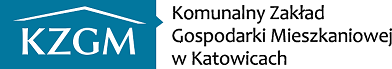 KZGM
Komunalny Zakład
Gospodarki Mieszkaniowej
w Katowicach